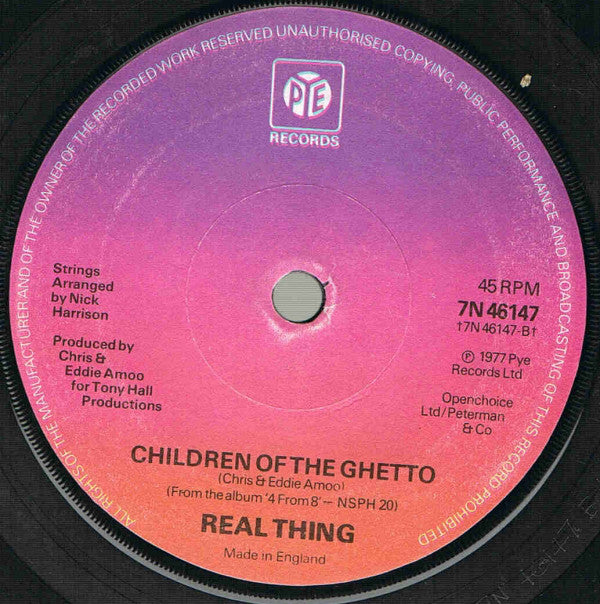 ALL RIGHTS OF THE MANUFACTURER AND OF THE OWNER OF THE RECORDED WORK RESERVED UNAUTHORISED COPYING, PUBLIC PERFORMANCE AND BROADCASTING OF THIS RECORD PROHIBITED
PYE
RECORDS
Strings
Arranged
by Nick
Harrison
Produced by
Chris &
Eddie Amoo
for Tony Hall
Productions
45 RPM
7N 46147
†7N 46147-B†
℗ 1977 Pye
Records Ltd
Openchoice
Ltd/Peterman
& Co
CHILDREN OF THE GHETTO
(Chris & Eddie Amoo)
(From the album '4 From 8' – NSPH 20)
REAL THING
Made in England